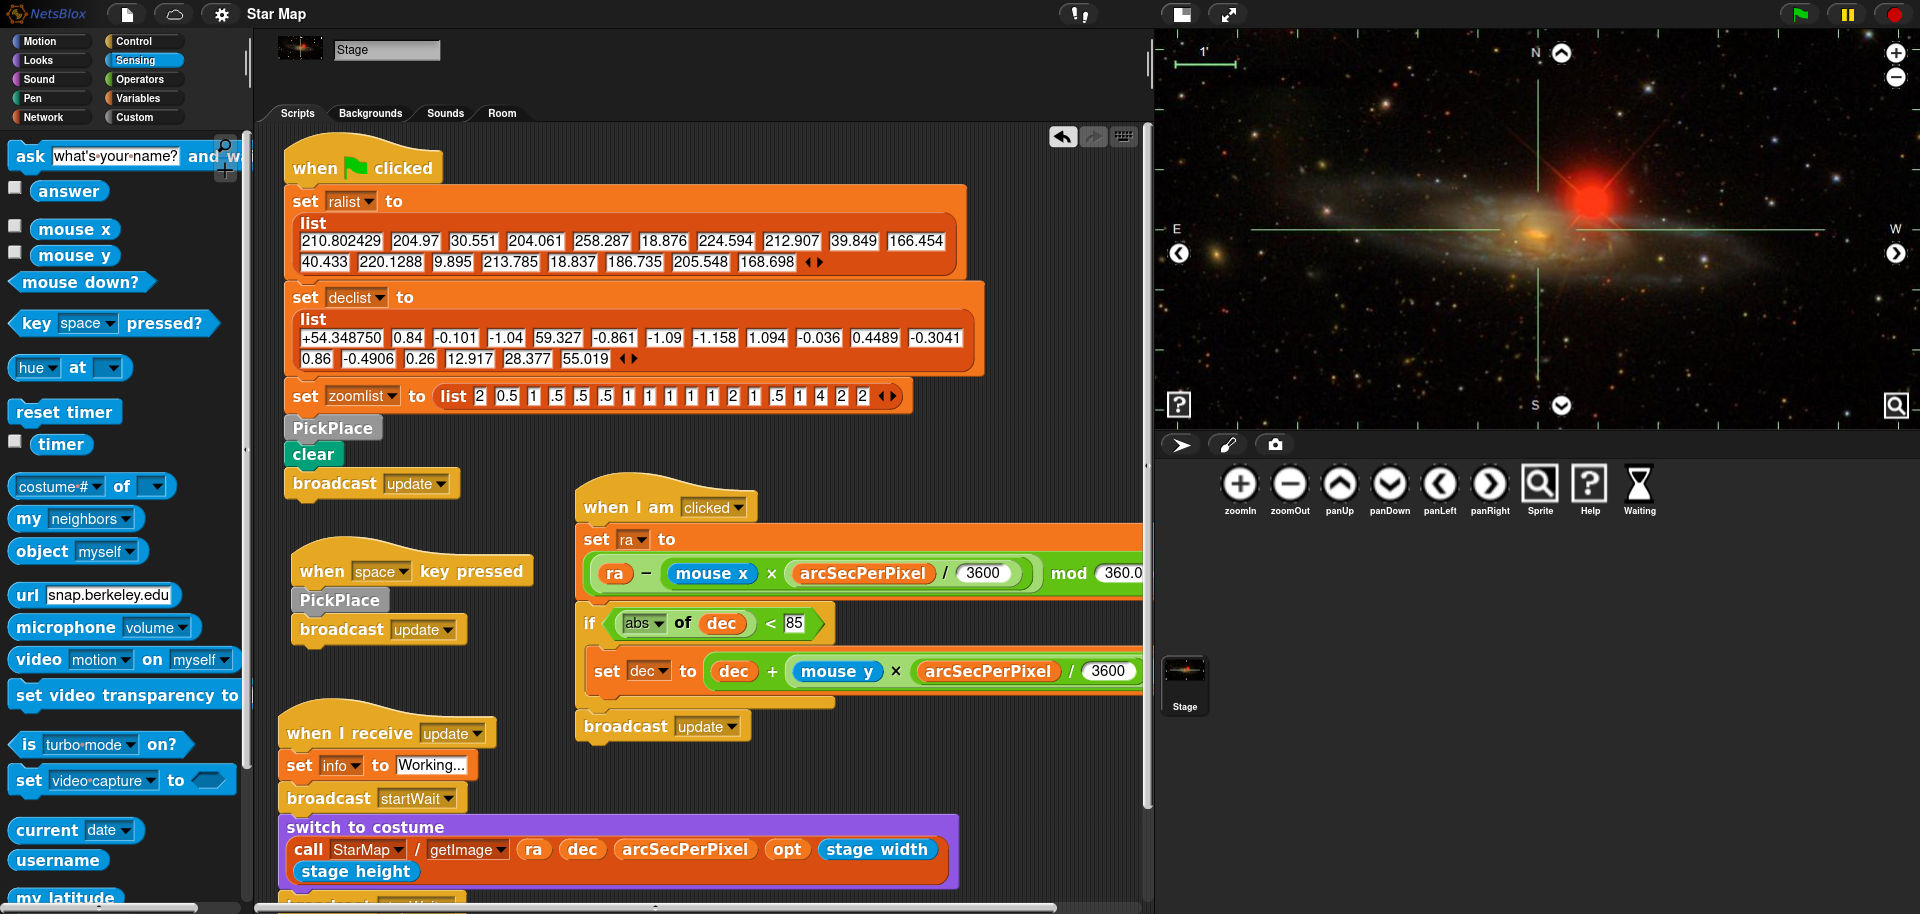 NetsBlox
Star Map
Motion
Control
Looks
Sensing
Sound
Operators
Pen
Variables
Network
Custom
ask what's your name? and wa
answer
mouse x
mouse y
mouse down?
key space pressed?
hue at
reset timer
timer
costume # of
my neighbors
object myself
url snap.berkeley.edu
microphone volume
video motion on myself
set video transparency to
is turbo mode on?
set video capture to
current date
username
my latitude
Stage
Scripts Backgrounds Sounds Room
when clicked
set ralist to
list
210.802429 204.97 30.551 204.061 258.287 18.876 224.594 212.907 39.849 166.454
40.433 220.1288 9.895 213.785 18.837 186.735 205.548 168.698
set declist to
list
+54.348750 0.84 -0.101 -1.04 59.327 -0.861 -1.09 -1.158 1.094 -0.036 0.4489 -0.3041
0.86 -0.4906 0.26 12.917 28.377 55.019
set zoomlist to list 2 0.5 1 .5 .5 .5 1 1 1 1 1 2 1 .5 1 4 2 2
PickPlace
clear
broadcast update
when space key pressed
PickPlace
broadcast update
when I am clicked
set ra to
ra − mouse x × arcSecPerPixel / 3600 mod 360.0
if abs of dec < 85
set dec to dec + mouse y × arcSecPerPixel / 3600
broadcast update
when I receive update
set info to Working...
broadcast startWait
switch to costume
call StarMap / getImage ra dec arcSecPerPixel opt stage width
stage height
1'
N
E
W
S
?
zoomIn zoomOut panUp panDown panLeft panRight Sprite Help Waiting
Stage